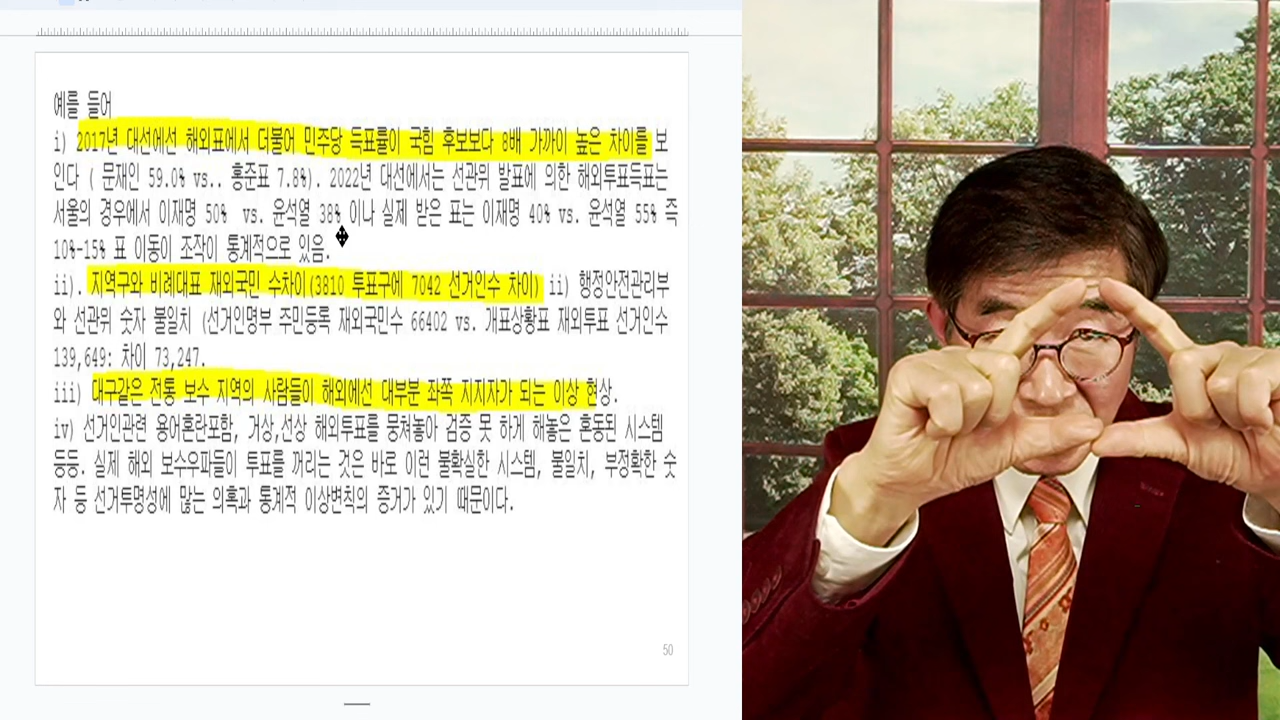 예를 들어
i) 2017년 대선에선 해외표에서 더불어 민주당 득표률이 국힘 후보보다 8배 가까이 높은 차이를 보
인다 ( 문재인 59.0% vs.. 홍준표 7.8%). 2022년 대선에서는 선관위 발표에 의한 해외투표득표는
서울의 경우에서 이재명 50% vs. 윤석열 38% 이나 실제 받은 표는 이재명 40% vs. 윤석열 55% 즉
10%-15% 표 이동이 조작이 통계적으로 있음.
ii). 지역구와 비례대표 재외국민 수차이(3810 투표구에 7042 선거인수 차이) ii) 행정안전관리부
와 선관위 숫자 불일치 (선거인명부 주민등록 재외국민수 66402 vs. 개표상황표 재외투표 선거인수
139,649: 차이 73,247.
iii) 대구같은 전통 보수 지역의 사람들이 해외에선 대부분 좌쪽 지지자가 되는 이상 현상.
iv) 선거인관련 용어혼란포함, 거상,선상 해외투표를 뭉쳐놓아 검증 못 하게 해놓은 혼동된 시스템
등등. 실제 해외 보수우파들이 투표를 꺼리는 것은 바로 이런 불확실한 시스템, 불일치, 부정확한 숫
자 등 선거투명성에 많는 의혹과 통계적 이상변칙의 증거가 있기 때문이다.
50